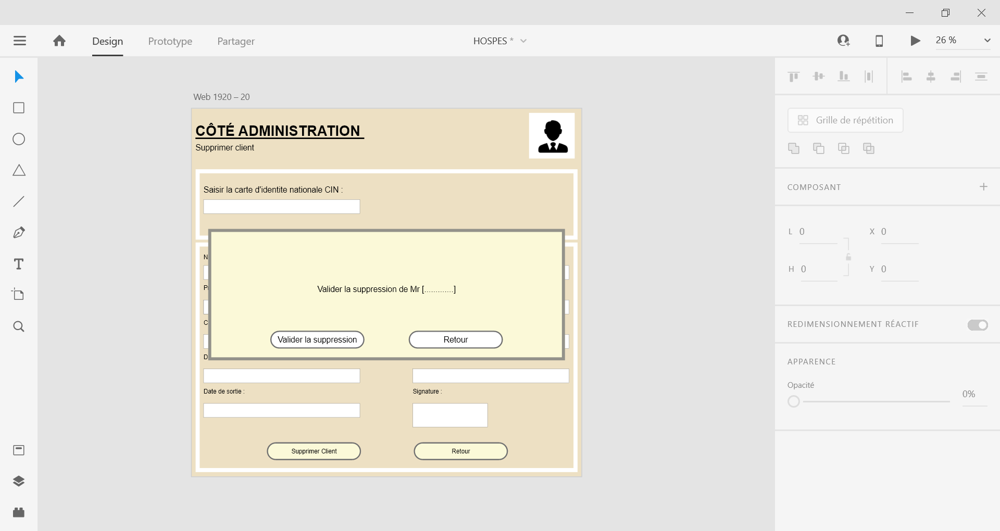 Design Prototype Partager HOSPES * 26 %
Web 1920 – 20
CÔTÉ ADMINISTRATION
Supprimer client
Saisir la carte d'identite nationale CIN :
N
Pr
C
D
Valider la suppression de Mr [.............]
Valider la suppression Retour
Date de sortie : Signature :
Supprimer Client Retour
Grille de répétition
COMPOSANT
L 0 X 0
H 0 Y 0
REDIMENSIONNEMENT RÉACTIF
APPARENCE
Opacité
0%